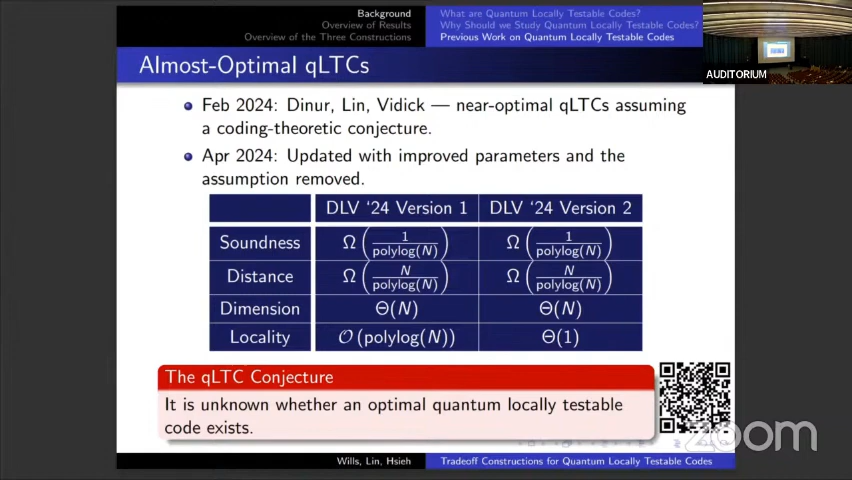 Background
Overview of Results
Overview of the Three Constructions
What are Quantum Locally Testable Codes?
Why Should we Study Quantum Locally Testable Codes?
Previous Work on Quantum Locally Testable Codes
AUDITORIUM
Almost-Optimal qLTCs
Feb 2024: Dinur, Lin, Vidick — near-optimal qLTCs assuming
a coding-theoretic conjecture.
Apr 2024: Updated with improved parameters and the
assumption removed.
DLV ‘24 Version 1 DLV ‘24 Version 2
Soundness Ω(1/polylog(N)) Ω(1/polylog(N))
Distance Ω(N/polylog(N)) Ω(N/polylog(N))
Dimension Θ(N) Θ(N)
Locality O(polylog(N)) Θ(1)
The qLTC Conjecture
It is unknown whether an optimal quantum locally testable
code exists.
zoom
Wills, Lin, Hsieh Tradeoff Constructions for Quantum Locally Testable Codes